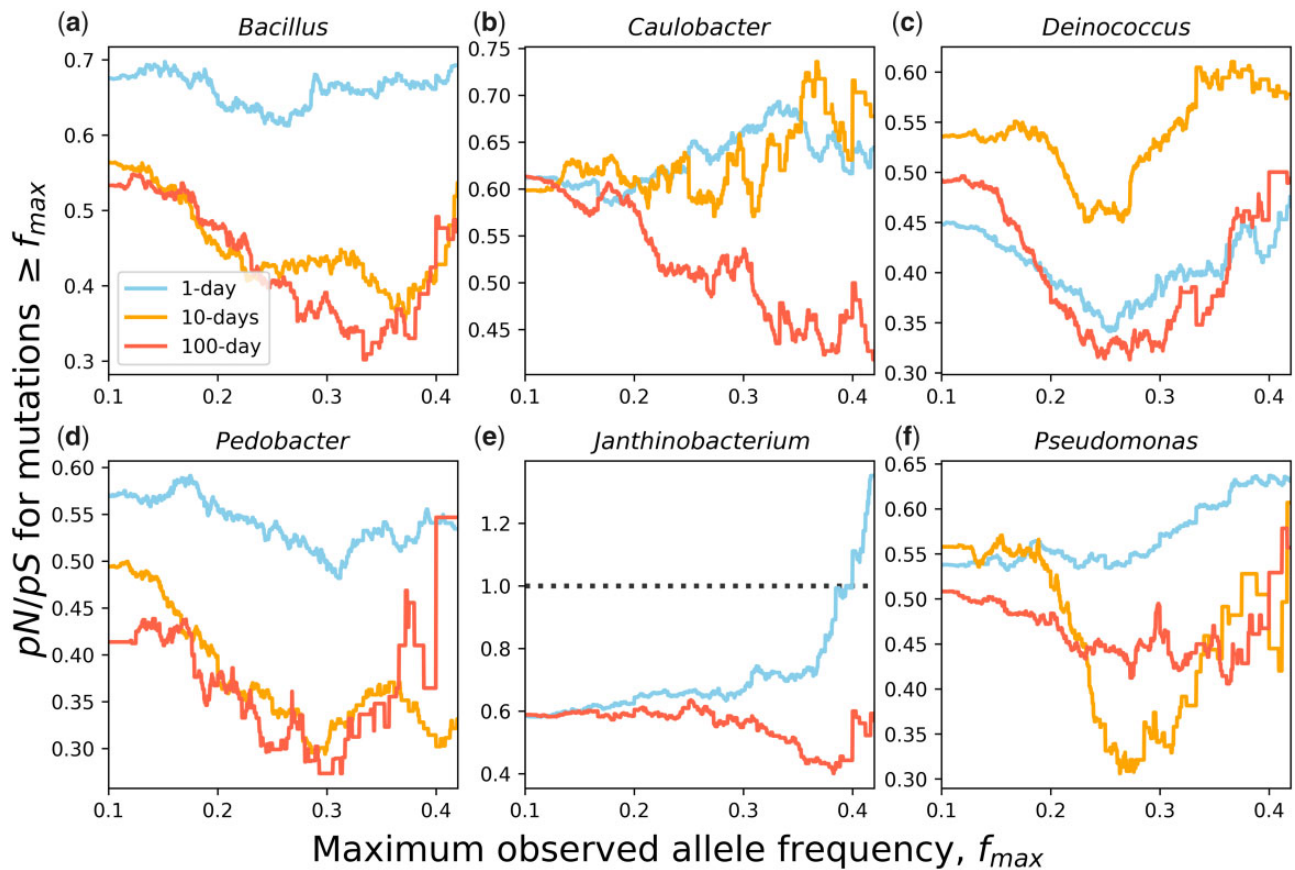 (a) Bacillus
(b) Caulobacter
(c) Deinococcus
0.7
0.6
0.5
0.4
0.3
0.1 0.2 0.3 0.4
1-day
10-days
100-day
0.75
0.70
0.65
0.60
0.55
0.50
0.45
0.1 0.2 0.3 0.4
0.60
0.55
0.50
0.45
0.40
0.35
0.30
0.1 0.2 0.3 0.4
pN/pS for mutations ≥ fmax
(d) Pedobacter
(e) Janthinobacterium
(f) Pseudomonas
0.60
0.55
0.50
0.45
0.40
0.35
0.30
0.1 0.2 0.3 0.4
1.2
1.0
0.8
0.6
0.4
0.1 0.2 0.3 0.4
0.65
0.60
0.55
0.50
0.45
0.40
0.35
0.30
0.1 0.2 0.3 0.4
Maximum observed allele frequency, fmax